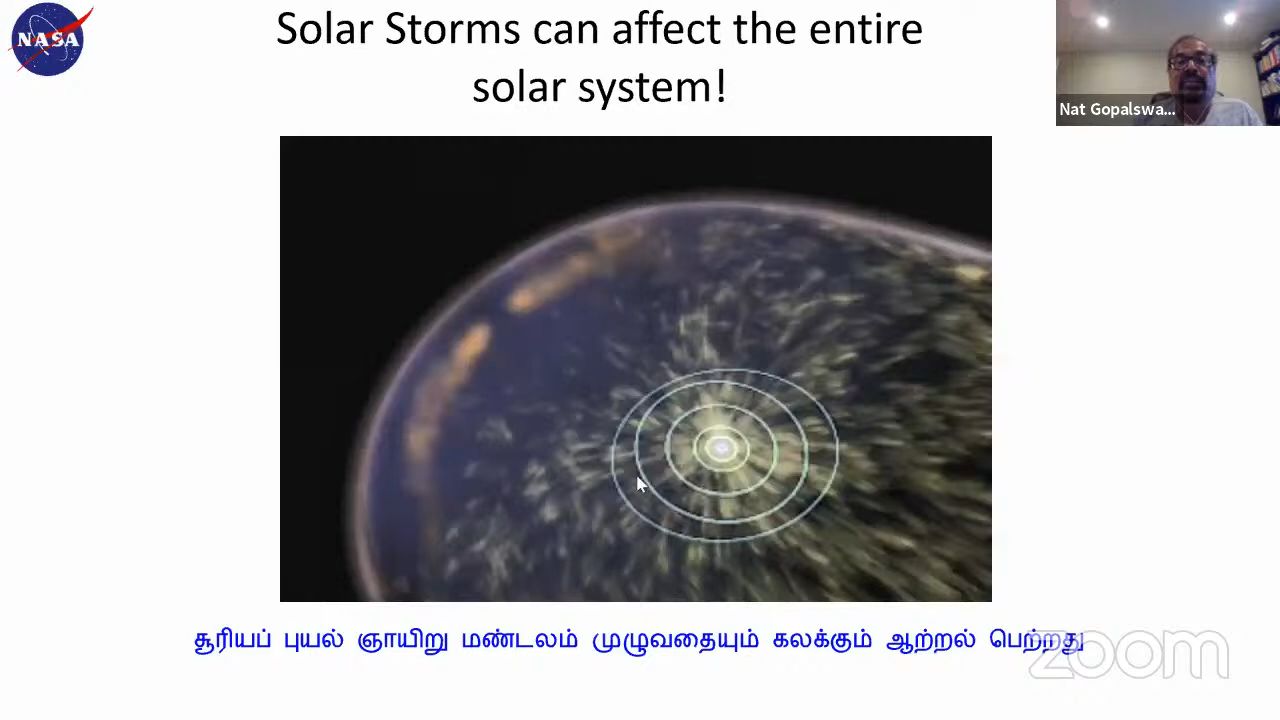 NASA
Solar Storms can affect the entire
solar system!
Nat Gopalswa...
சூரியப் புயல் ஞாயிறு மண்டலம் முழுவதையும் கலக்கும் ஆற்றல் பெற்றது
zoom